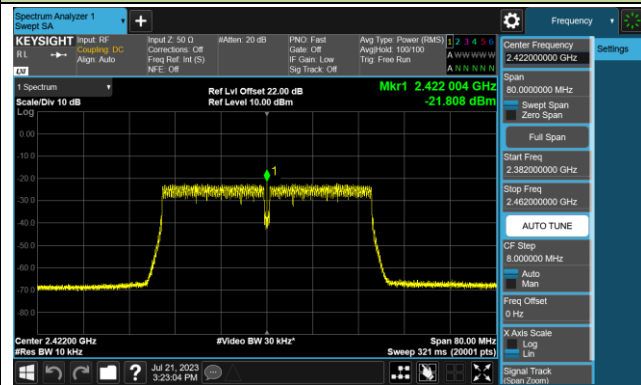 Spectrum Analyzer 1
Swept SA
+
Frequency
KEYSIGHT
RL
LXI
Input: RF
Coupling: DC
Align: Auto
Input Z: 50 Ω
Corrections: Off
Freq Ref: Int (S)
NFE: Off
#Atten: 20 dB
PNO: Fast
Gate: Off
IF Gain: Low
Sig Track: Off
Avg Type: Power (RMS)
Avg|Hold: 100/100
Trig: Free Run
1 2 3 4 5 6
A W W W W W
A N N N N N
1 Spectrum
Scale/Div 10 dB
Ref Lvl Offset 22.00 dB
Ref Level 10.00 dBm
Mkr1 2.422 004 GHz
-21.808 dBm
Log
0.00
-10.0
-20.0
-30.0
-40.0
-50.0
-60.0
-70.0
-80.0
1
Center 2.42200 GHz
#Res BW 10 kHz
#Video BW 30 kHz*
Span 80.00 MHz
Sweep 321 ms (20001 pts)
Jul 21, 2023
3:23:04 PM
Center Frequency
2.422000000 GHz
Span
80.0000000 MHz
Swept Span
Zero Span
Full Span
Start Freq
2.382000000 GHz
Stop Freq
2.462000000 GHz
AUTO TUNE
CF Step
8.000000 MHz
Auto
Man
Freq Offset
0 Hz
X Axis Scale
Log
Lin
Signal Track
(Span Zoom)
Settings